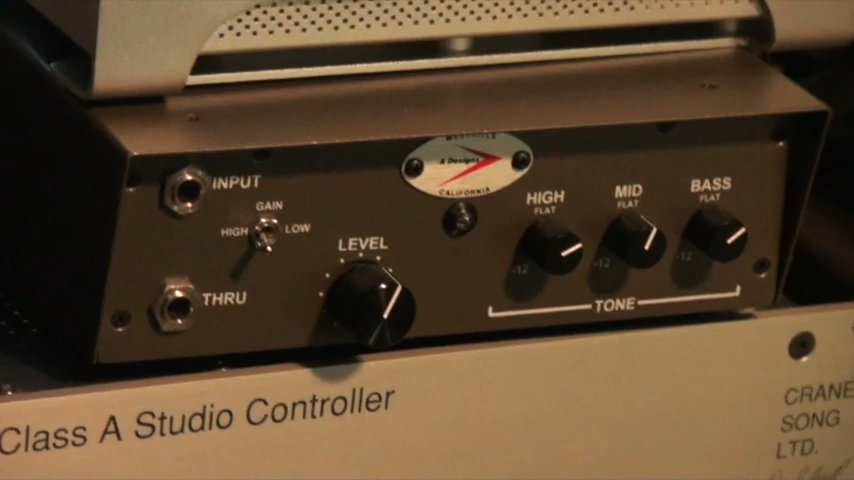 INPUT
GAIN
HIGH
LOW
THRU
LEVEL
A Designs
CALIFORNIA
HIGH
FLAT
-12
MID
FLAT
-12
BASS
FLAT
-12
TONE
Class A Studio Controller
CRANE
SONG
LTD.